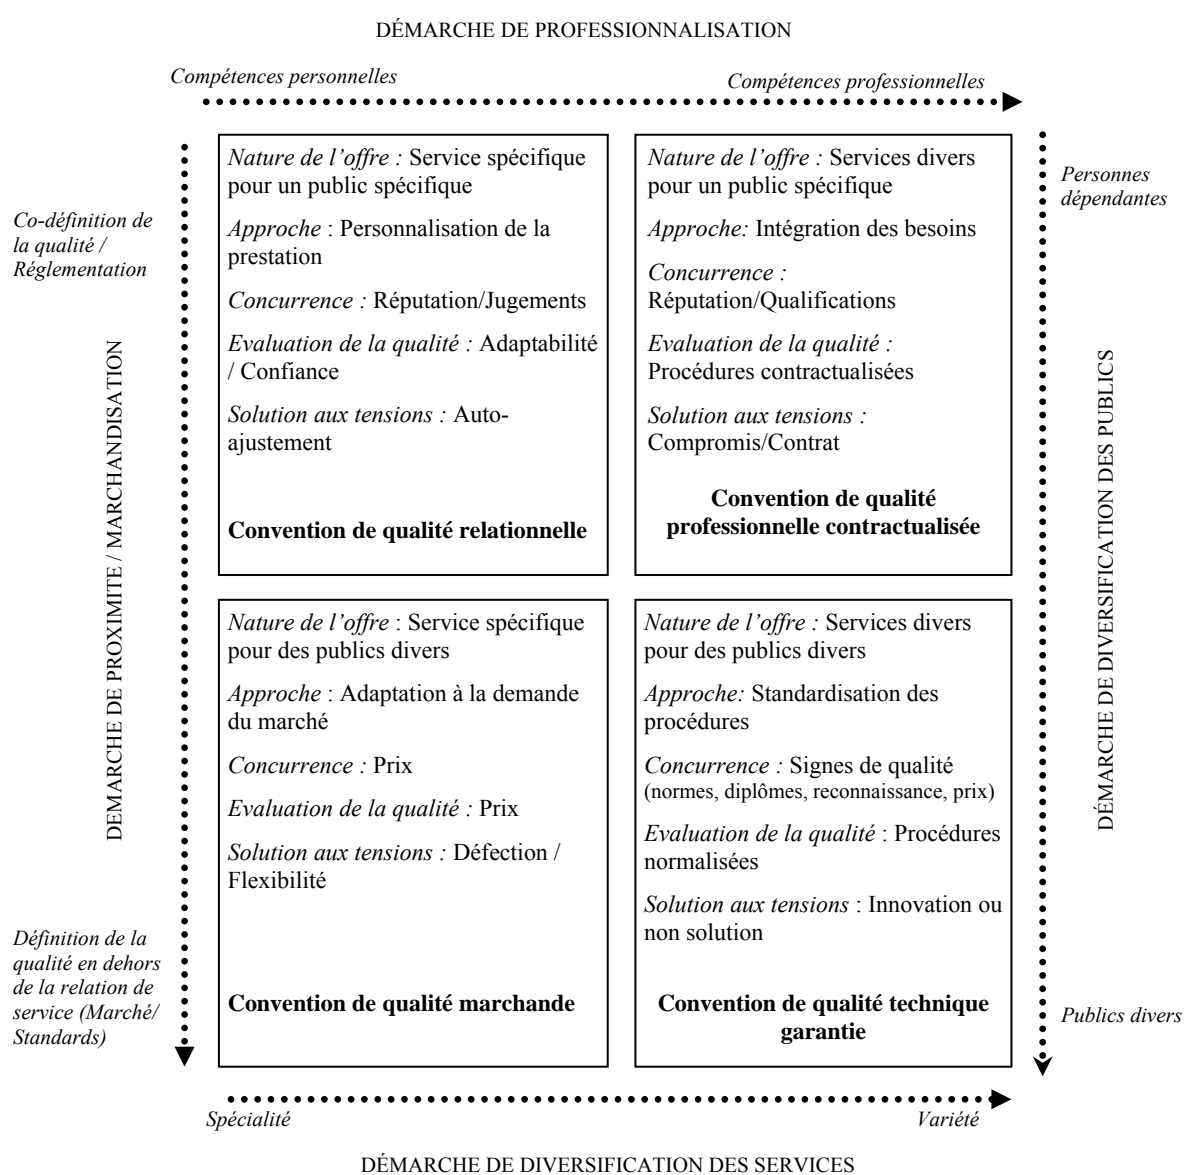 DÉMARCHE DE PROFESSIONNALISATION
Compétences personnelles
Compétences professionnelles
Co-définition de
la qualité /
Réglementation
DEMARCHE DE PROXIMITE / MARCHANDISATION
Définition de la
qualité en dehors
de la relation de
service (Marché/
Standards)
Nature de l’offre : Service spécifique
pour un public spécifique
Approche : Personnalisation de la
prestation
Concurrence : Réputation/Jugements
Evaluation de la qualité : Adaptabilité
/ Confiance
Solution aux tensions : Auto-
ajustement
Convention de qualité relationnelle
Nature de l’offre : Services divers
pour un public spécifique
Approche: Intégration des besoins
Concurrence :
Réputation/Qualifications
Evaluation de la qualité :
Procédures contractualisées
Solution aux tensions :
Compromis/Contrat
Convention de qualité
professionnelle contractualisée
Nature de l’offre : Service spécifique
pour des publics divers
Approche : Adaptation à la demande
du marché
Concurrence : Prix
Evaluation de la qualité : Prix
Solution aux tensions : Défection /
Flexibilité
Convention de qualité marchande
Nature de l’offre : Services divers
pour des publics divers
Approche: Standardisation des
procédures
Concurrence : Signes de qualité
(normes, diplômes, reconnaissance, prix)
Evaluation de la qualité : Procédures
normalisées
Solution aux tensions : Innovation ou
non solution
Convention de qualité technique
garantie
Personnes
dépendantes
DÉMARCHE DE DIVERSIFICATION DES PUBLICS
Publics divers
Spécialité
Variété
DÉMARCHE DE DIVERSIFICATION DES SERVICES